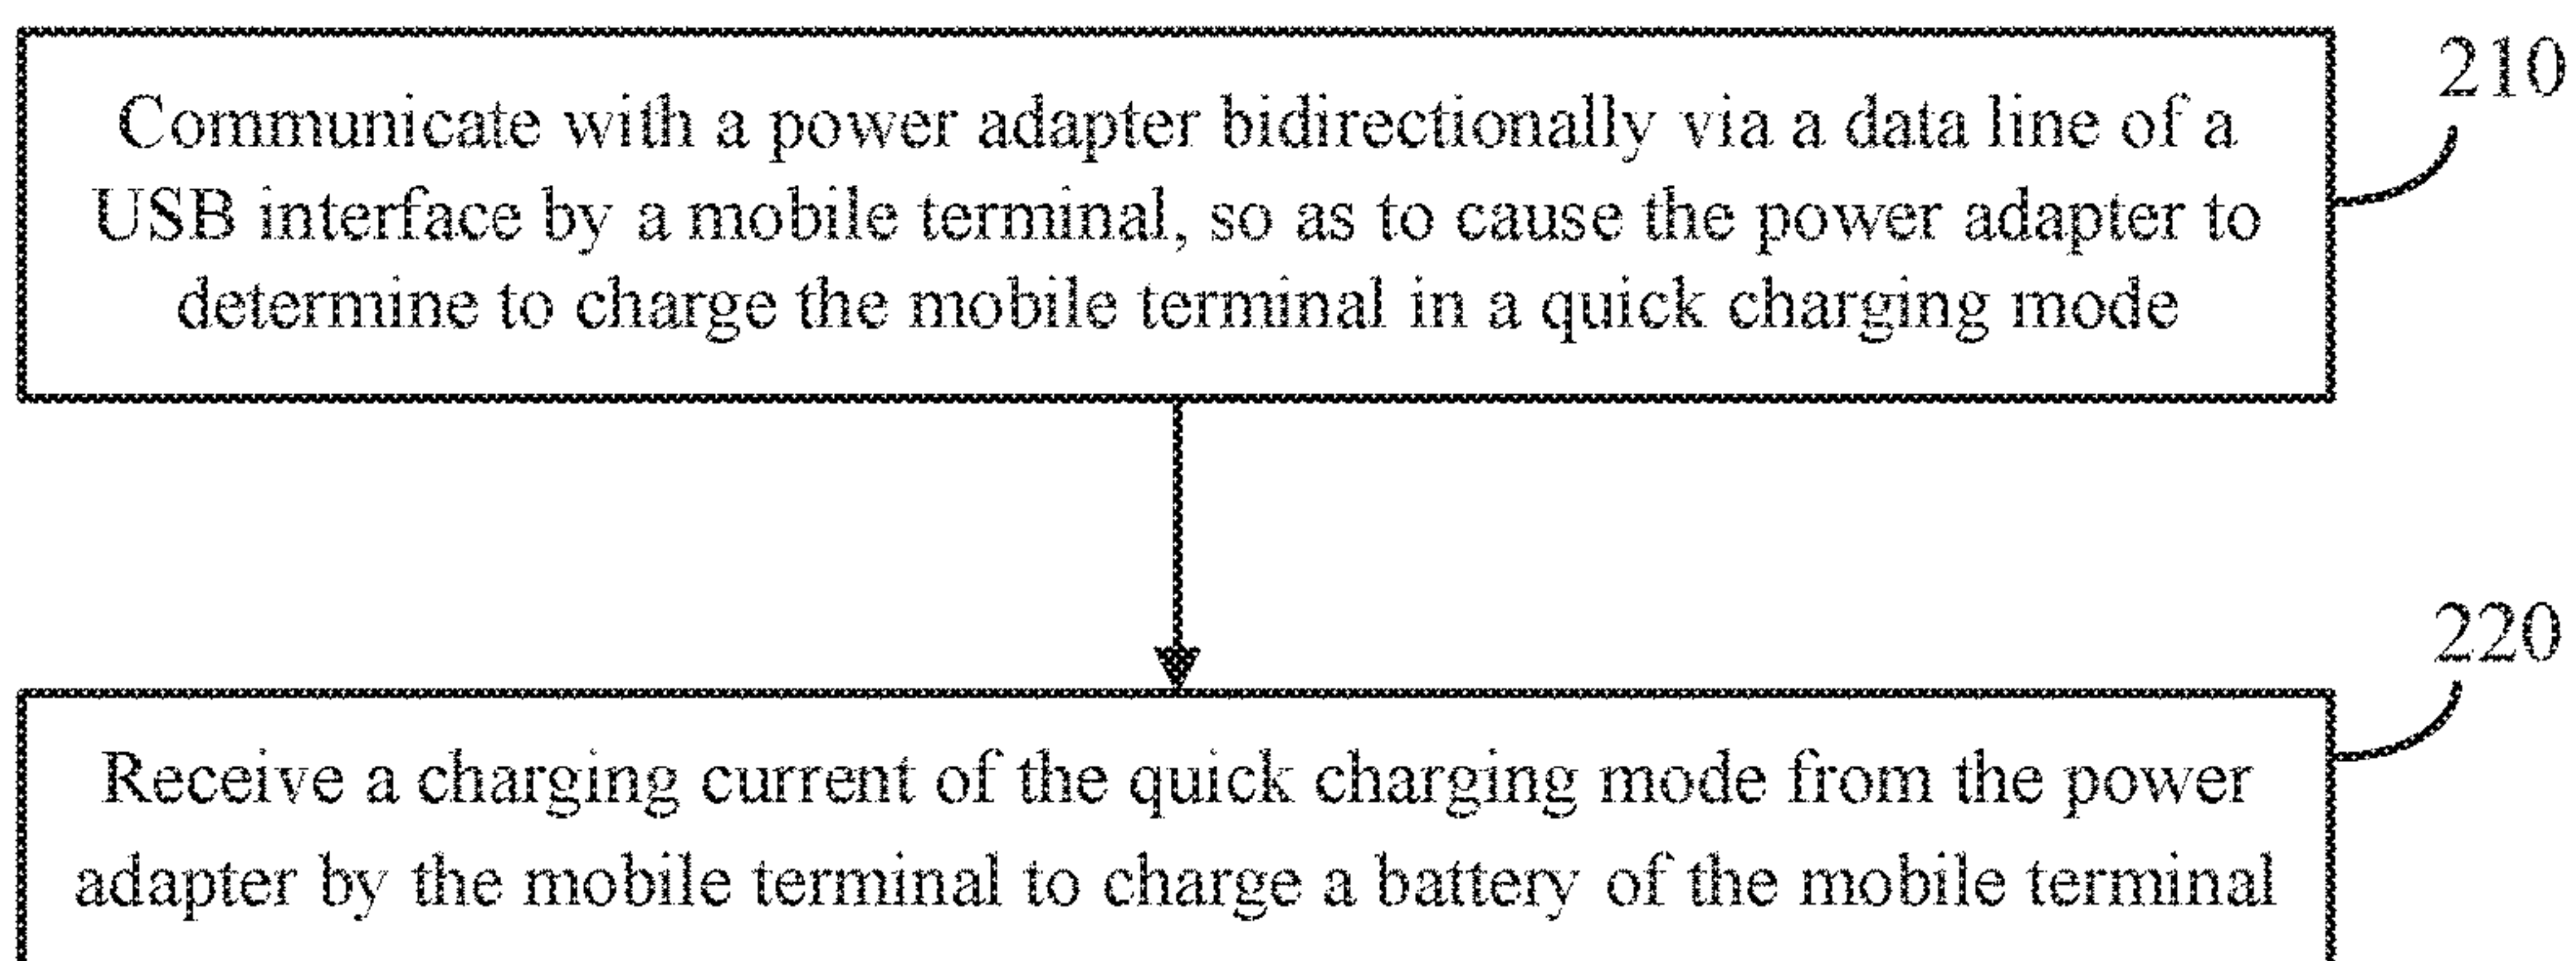 210
Communicate with a power adapter bidirectionally via a data line of a
USB interface by a mobile terminal, so as to cause the power adapter to
determine to charge the mobile terminal in a quick charging mode
220
Receive a charging current of the quick charging mode from the power
adapter by the mobile terminal to charge a battery of the mobile terminal